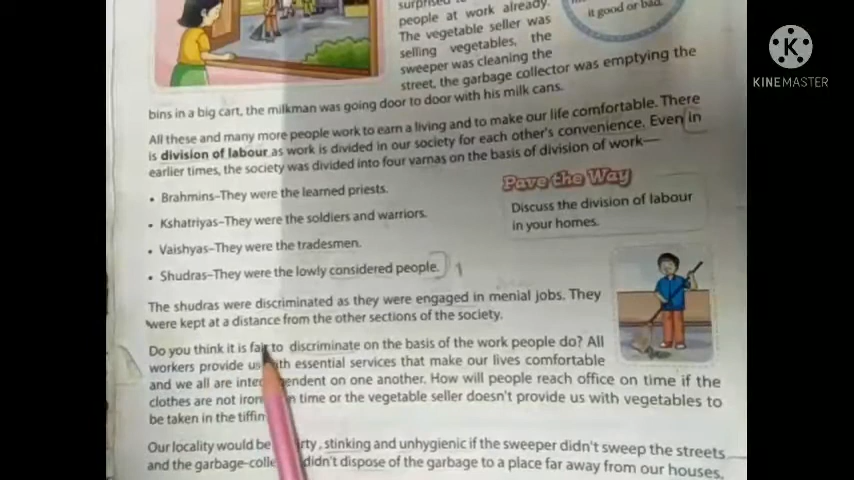 surprised to
people at work already.
The vegetable seller was
selling vegetables, the
sweeper was cleaning the
street, the garbage collector was emptying the
bins in a big cart, the milkman was going door to door with his milk cans.
it good or bad.
K
KINEMASTER
All these and many more people work to earn a living and to make our life comfortable. There
is division of labour as work is divided in our society for each other's convenience. Even in
earlier times, the society was divided into four varnas on the basis of division of work—
• Brahmins–They were the learned priests.
• Kshatriyas–They were the soldiers and warriors.
• Vaishyas–They were the tradesmen.
• Shudras–They were the lowly considered people.
Pave the Way
Discuss the division of labour
in your homes.
The shudras were discriminated as they were engaged in menial jobs. They
were kept at a distance from the other sections of the society.
Do you think it is fair to discriminate on the basis of the work people do? All
workers provide us with essential services that make our lives comfortable
and we all are interdependent on one another. How will people reach office on time if the
clothes are not iron n time or the vegetable seller doesn't provide us with vegetables to
be taken in the tiffin
Our locality would be dirty, stinking and unhygienic if the sweeper didn't sweep the streets
and the garbage-colle didn't dispose of the garbage to a place far away from our houses.